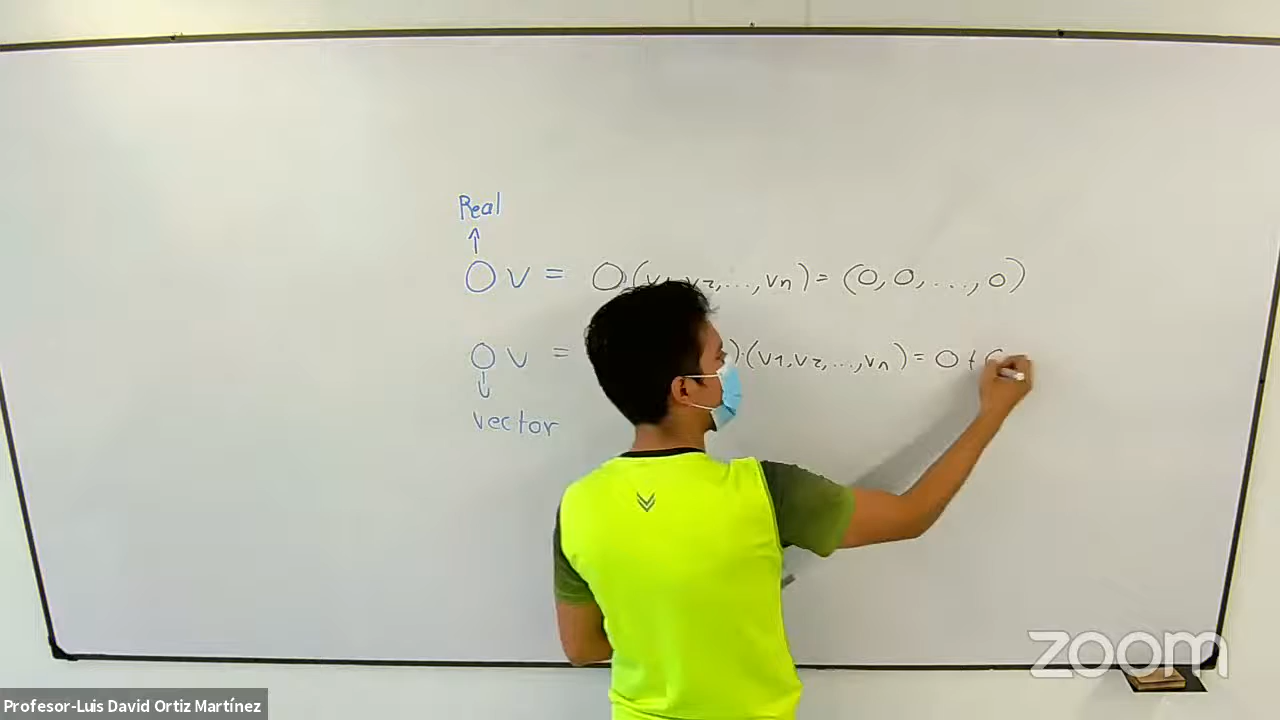 Real
0 v = 0 (v1, v2, ..., vn) = (0, 0, ..., 0)
0 v = ) · (v1, v2, ..., vn) = 0 +
vector
zoom
Profesor-Luis David Ortiz Martínez